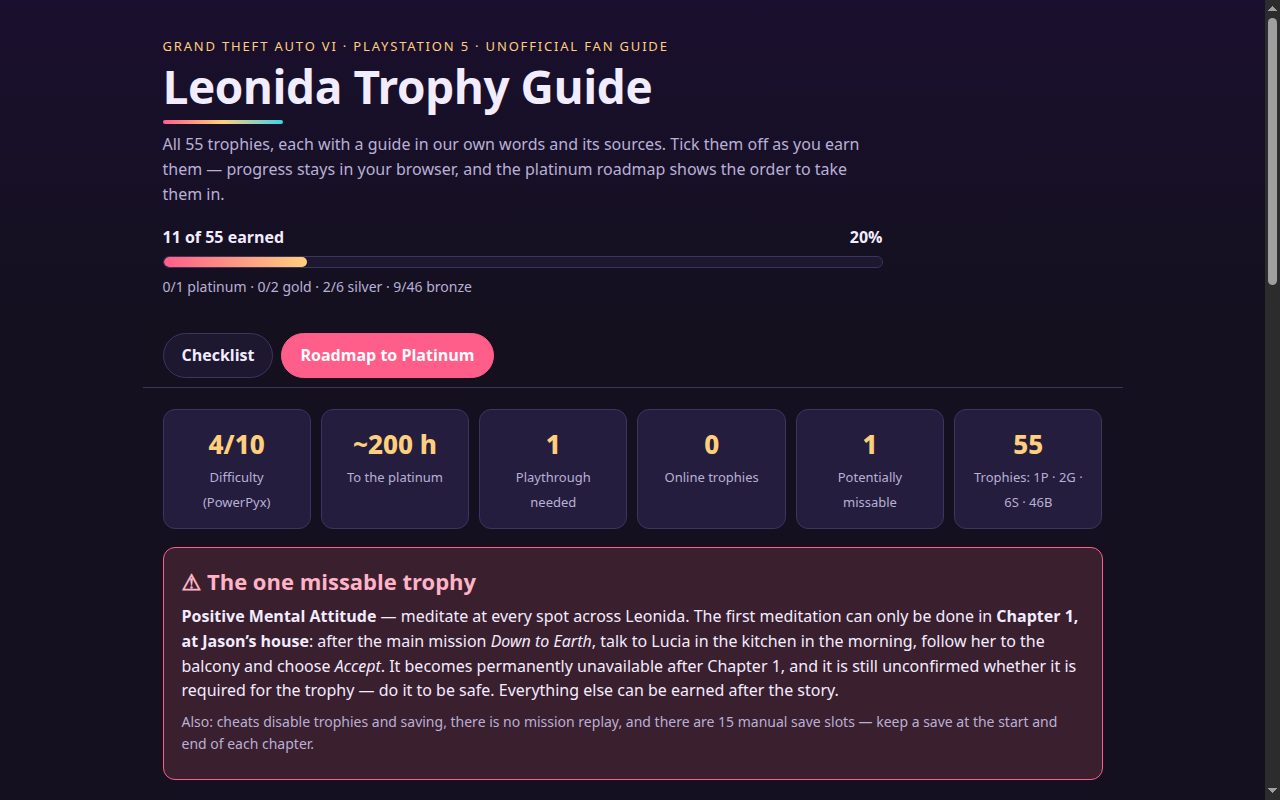 GRAND THEFT AUTO VI · PLAYSTATION 5 · UNOFFICIAL FAN GUIDE
Leonida Trophy Guide
All 55 trophies, each with a guide in our own words and its sources. Tick them off as you earn
them — progress stays in your browser, and the platinum roadmap shows the order to take
them in.
11 of 55 earned
20%
0/1 platinum · 0/2 gold · 2/6 silver · 9/46 bronze
Checklist
Roadmap to Platinum
4/10
Difficulty
(PowerPyx)
~200 h
To the platinum
1
Playthrough
needed
0
Online trophies
1
Potentially
missable
55
Trophies: 1P · 2G ·
6S · 46B
⚠ The one missable trophy
Positive Mental Attitude — meditate at every spot across Leonida. The first meditation can only be done in Chapter 1,
at Jason’s house: after the main mission Down to Earth, talk to Lucia in the kitchen in the morning, follow her to the
balcony and choose Accept. It becomes permanently unavailable after Chapter 1, and it is still unconfirmed whether it is
required for the trophy — do it to be safe. Everything else can be earned after the story.
Also: cheats disable trophies and saving, there is no mission replay, and there are 15 manual save slots — keep a save at the start and
end of each chapter.